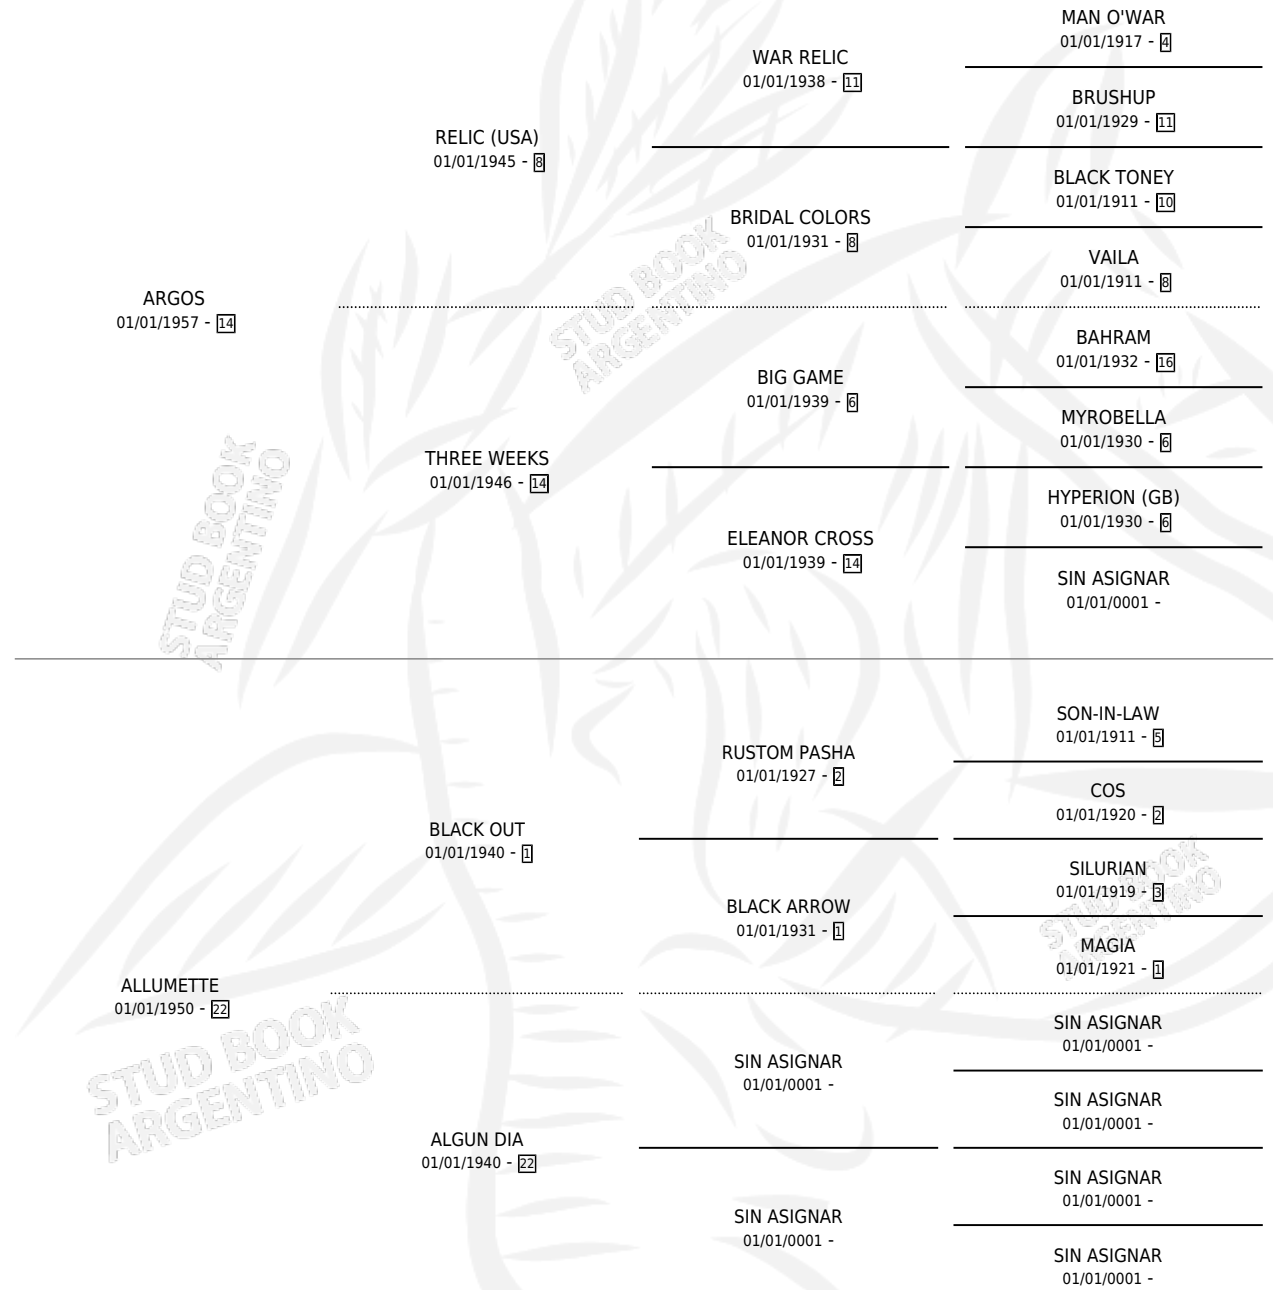 MAN O'WAR
01/01/1917 - 4
WAR RELIC
01/01/1938 - 11
BRUSHUP
01/01/1929 - 11
RELIC (USA)
01/01/1945 - 8
BLACK TONEY
01/01/1911 - 10
BRIDAL COLORS
01/01/1931 - 8
VAILA
01/01/1911 - 8
ARGOS
01/01/1957 - 14
BAHRAM
01/01/1932 - 16
BIG GAME
01/01/1939 - 6
MYROBELLA
01/01/1930 - 6
THREE WEEKS
01/01/1946 - 14
HYPERION (GB)
01/01/1930 - 6
ELEANOR CROSS
01/01/1939 - 14
SIN ASIGNAR
01/01/0001 -
SON-IN-LAW
01/01/1911 - 5
RUSTOM PASHA
01/01/1927 - 2
COS
01/01/1920 - 2
BLACK OUT
01/01/1940 - 1
SILURIAN
01/01/1919 - 3
BLACK ARROW
01/01/1931 - 1
MAGIA
01/01/1921 - 1
ALLUMETTE
01/01/1950 - 22
SIN ASIGNAR
01/01/0001 -
SIN ASIGNAR
01/01/0001 -
SIN ASIGNAR
01/01/0001 -
ALGUN DIA
01/01/1940 - 22
SIN ASIGNAR
01/01/0001 -
SIN ASIGNAR
01/01/0001 -
SIN ASIGNAR
01/01/0001 -
STUD BOOK
ARGENTINO
STUD BOOK
ARGENTINO
STUD BOOK
ARGENTINO
STUD BOOK
ARGENTINO